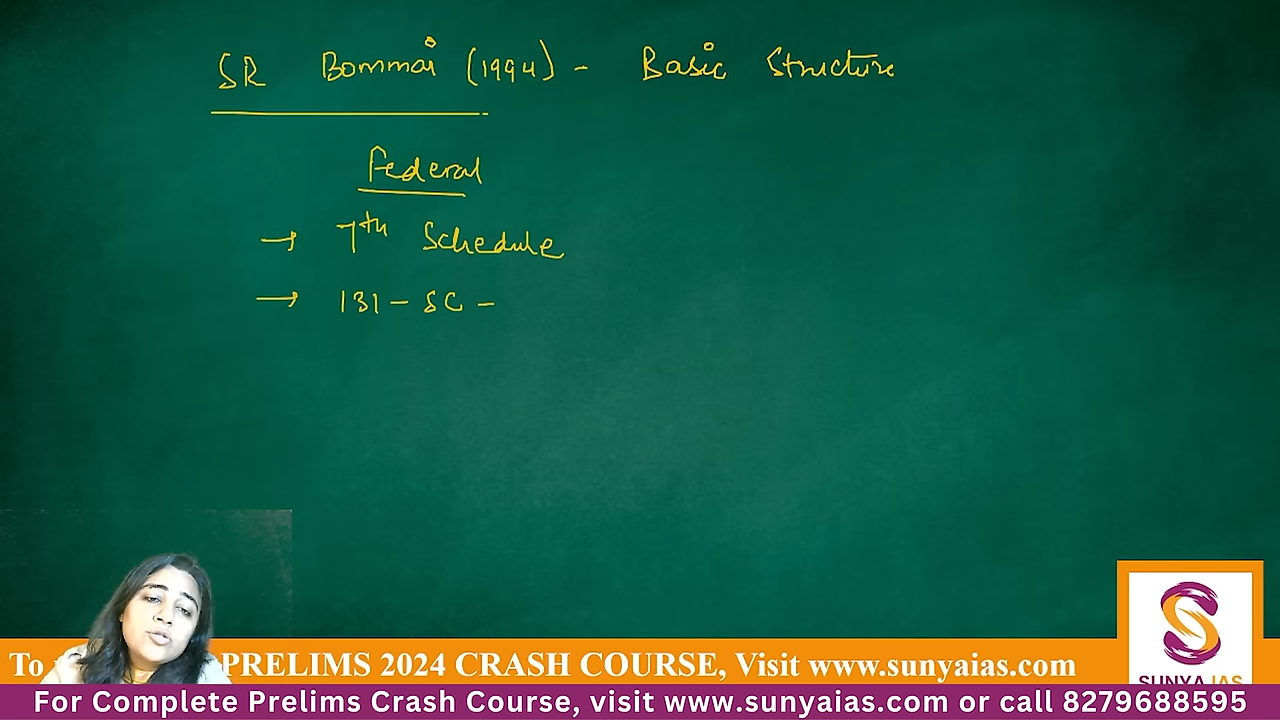 SR Bommai (1994) - Basic Structure
Federal
→ 7th Schedule
→ 131 - SC -
To PRELIMS 2024 CRASH COURSE, Visit www.sunyaias.com
SUNYA IAS
For Complete Prelims Crash Course, visit www.sunyaias.com or call 8279688595